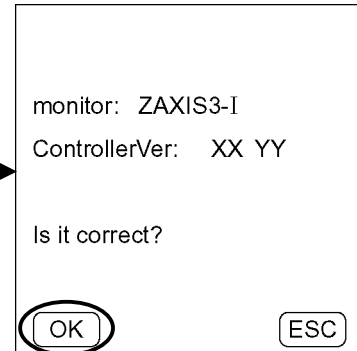 monitor: ZAXIS3-I
ControllerVer: XX YY
Is it correct?
OK ESC